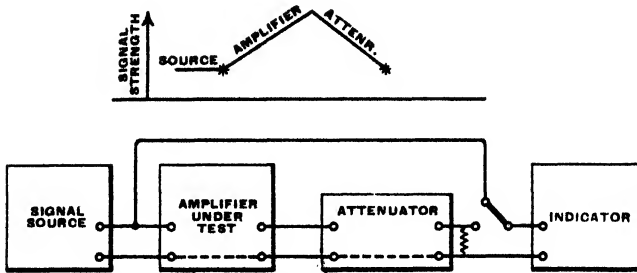 SIGNAL
STRENGTH
SOURCE
AMPLIFIER
ATTENR.
SIGNAL
SOURCE
AMPLIFIER
UNDER
TEST
ATTENUATOR
INDICATOR